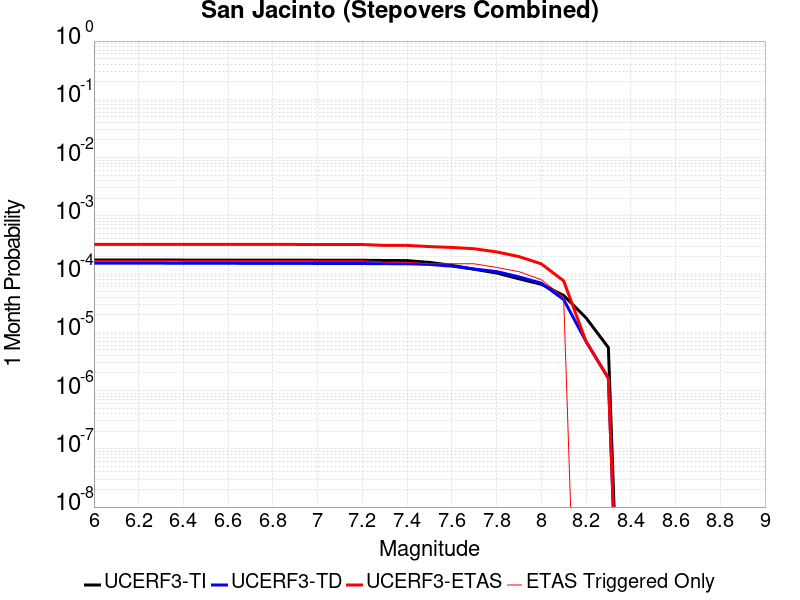 San Jacinto (Stepovers Combined)
10^0
10^-1
10^-2
10^-3
10^-4
10^-5
10^-6
10^-7
10^-8
1 Month Probability
6 6.2 6.4 6.6 6.8 7 7.2 7.4 7.6 7.8 8 8.2 8.4 8.6 8.8 9
Magnitude
UCERF3-TI UCERF3-TD UCERF3-ETAS ETAS Triggered Only